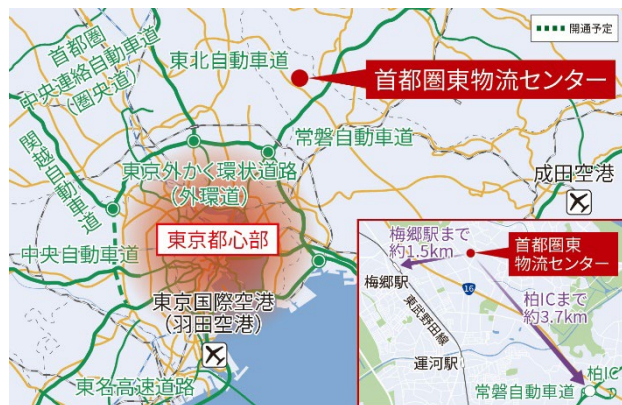 開通予定
首都圏
中央連絡自動車道
(圏央道)
東北自動車道
首都圏東物流センター
常磐自動車道
関越自動車道
東京外かく環状道路
(外環道)
成田空港
中央自動車道
東京都心部
東京国際空港
(羽田空港)
東名高速道路
梅郷駅まで
約1.5km
首都圏東
物流センター
梅郷駅
16
東武野田線
柏ICまで
約3.7km
運河駅
柏IC
常磐自動車道